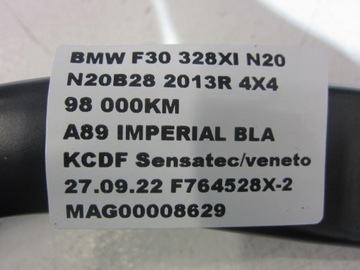 BMW F30 328XI N20
N20B28 2013R 4X4
98 000KM
A89 IMPERIAL BLA
KCDF Sensatec/veneto
27.09.22 F764528X-2
MAG00008629